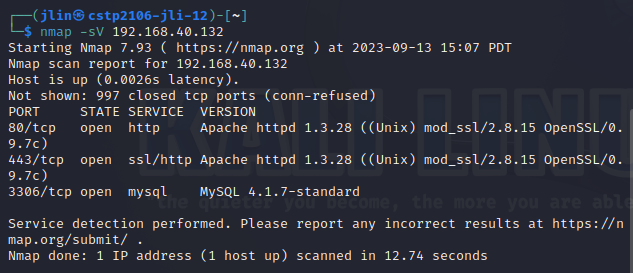 ┌──(jlin㉿cstp2106-jli-12)-[~]
└─$ nmap -sV 192.168.40.132
Starting Nmap 7.93 ( https://nmap.org ) at 2023-09-13 15:07 PDT
Nmap scan report for 192.168.40.132
Host is up (0.0026s latency).
Not shown: 997 closed tcp ports (conn-refused)
PORT     STATE SERVICE  VERSION
80/tcp   open  http     Apache httpd 1.3.28 ((Unix) mod_ssl/2.8.15 OpenSSL/0.
9.7c)
443/tcp  open  ssl/http Apache httpd 1.3.28 ((Unix) mod_ssl/2.8.15 OpenSSL/0.
9.7c)
3306/tcp open  mysql    MySQL 4.1.7-standard
KALI LINUX
"the quieter you become, the more you are able
Service detection performed. Please report any incorrect results at https://n
map.org/submit/ .
Nmap done: 1 IP address (1 host up) scanned in 12.74 seconds